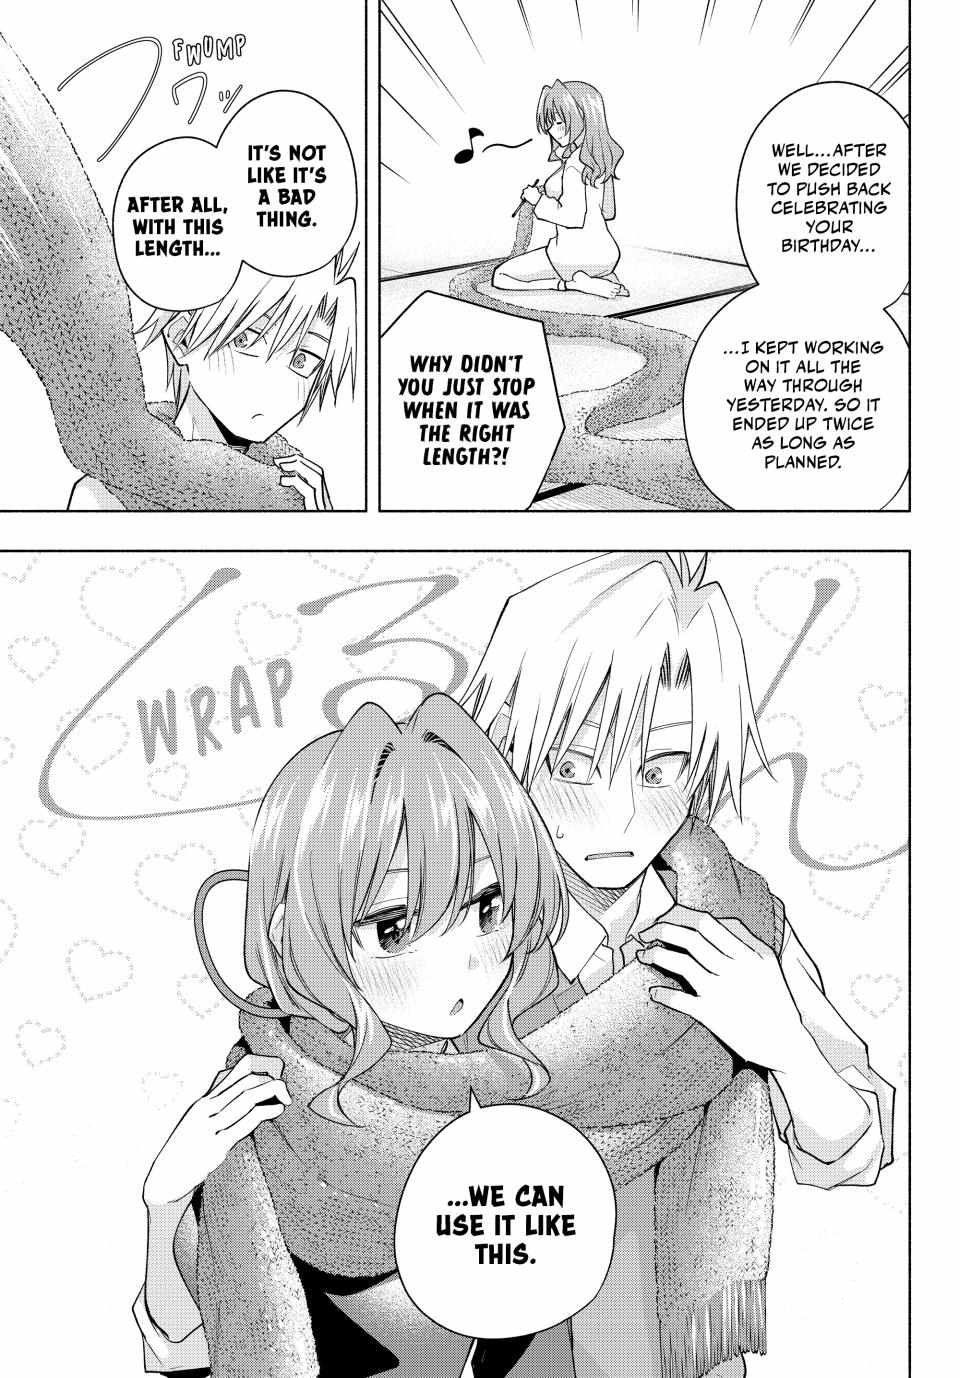 WELL...AFTER
WE DECIDED
TO PUSH BACK
CELEBRATING
YOUR
BIRTHDAY...
...I KEPT WORKING
ON IT ALL THE
WAY THROUGH
YESTERDAY. SO IT
ENDED UP TWICE
AS LONG AS
PLANNED.
WHY DIDN'T
YOU JUST STOP
WHEN IT WAS
THE RIGHT
LENGTH?!
フワッ
FWUMP
IT'S NOT
LIKE IT'S
A BAD
THING.
AFTER ALL,
WITH THIS
LENGTH...
くるん
WRAP
...WE CAN
USE IT LIKE
THIS.